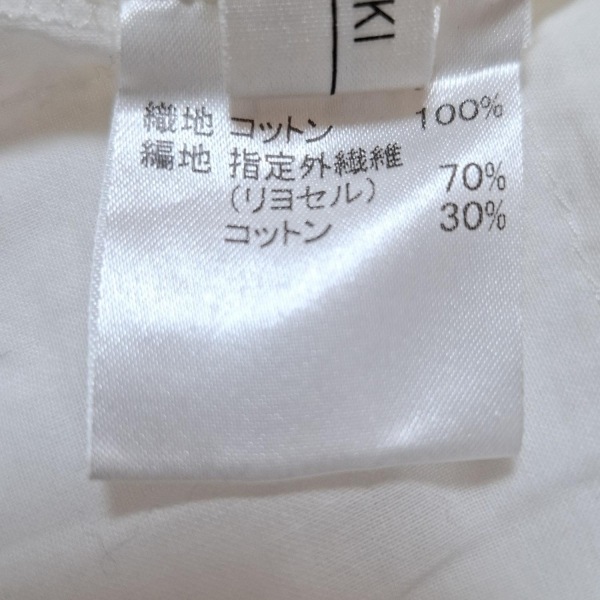 KI
織地 コットン 100%
編地 指定外繊維
(リヨセル) 70%
コットン 30%